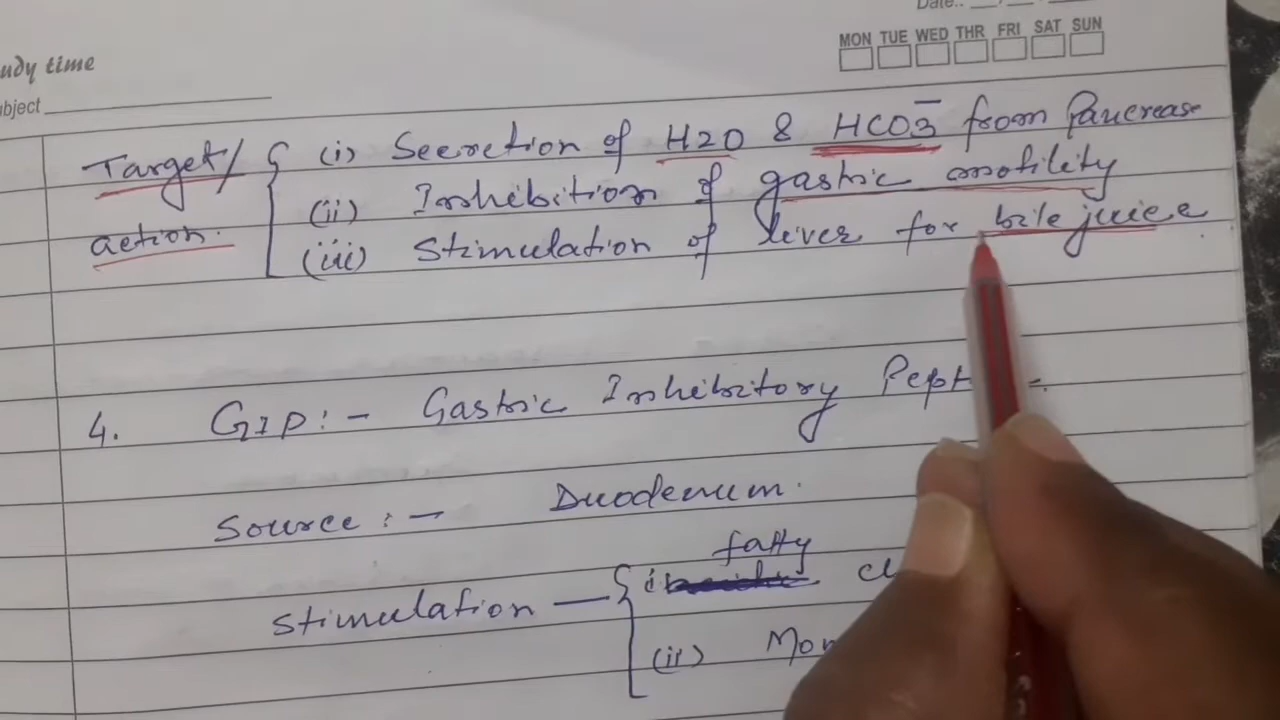 Date..
MON TUE WED THR FRI SAT SUN
udy time
bject
Target/ (i) Secretion of H2O & HCO3⁻ from Pancrease
action. (ii) Inhibition of gastric motility
(iii) Stimulation of liver for bile juice.
4. GIP:- Gastric Inhibitory Pept
Source:- Duodenum.
fatty
Stimulation — (i)
(ii) Mon